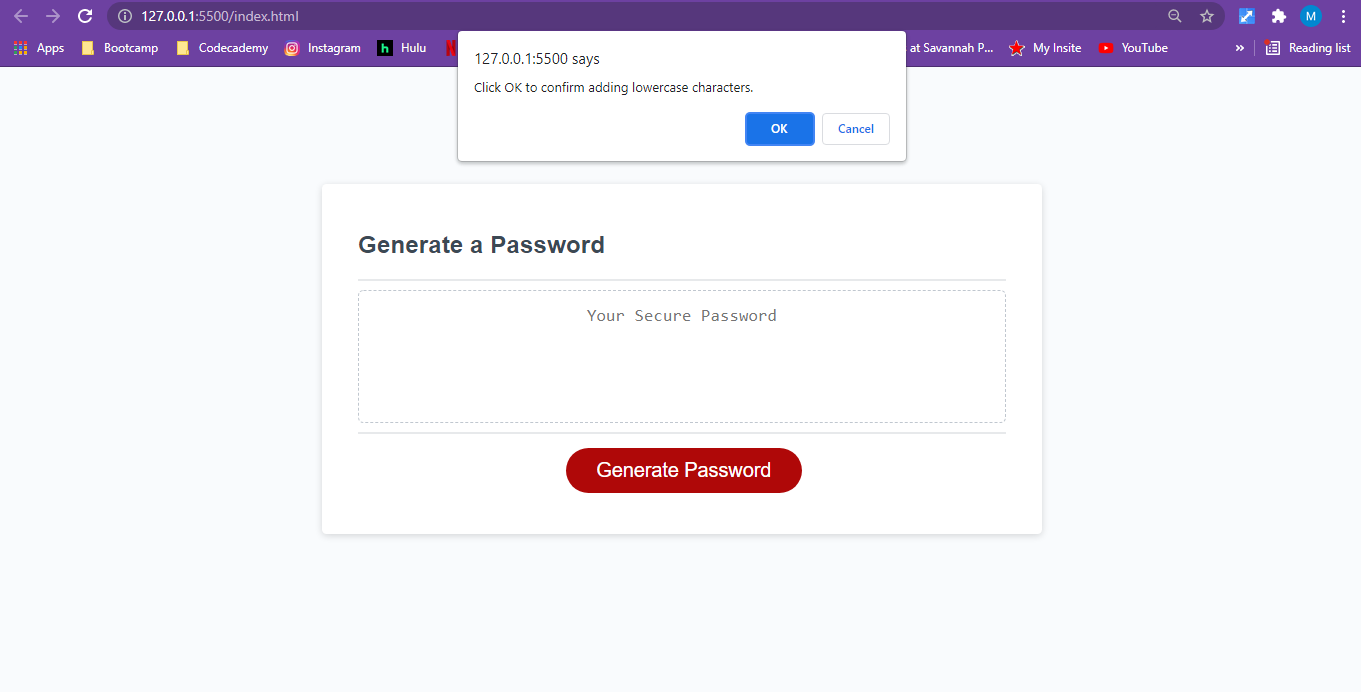 127.0.0.1:5500/index.html
M
Apps Bootcamp Codecademy Instagram h Hulu N at Savannah P... My Insite YouTube » Reading list
127.0.0.1:5500 says
Click OK to confirm adding lowercase characters.
OK Cancel
Generate a Password
Your Secure Password
Generate Password